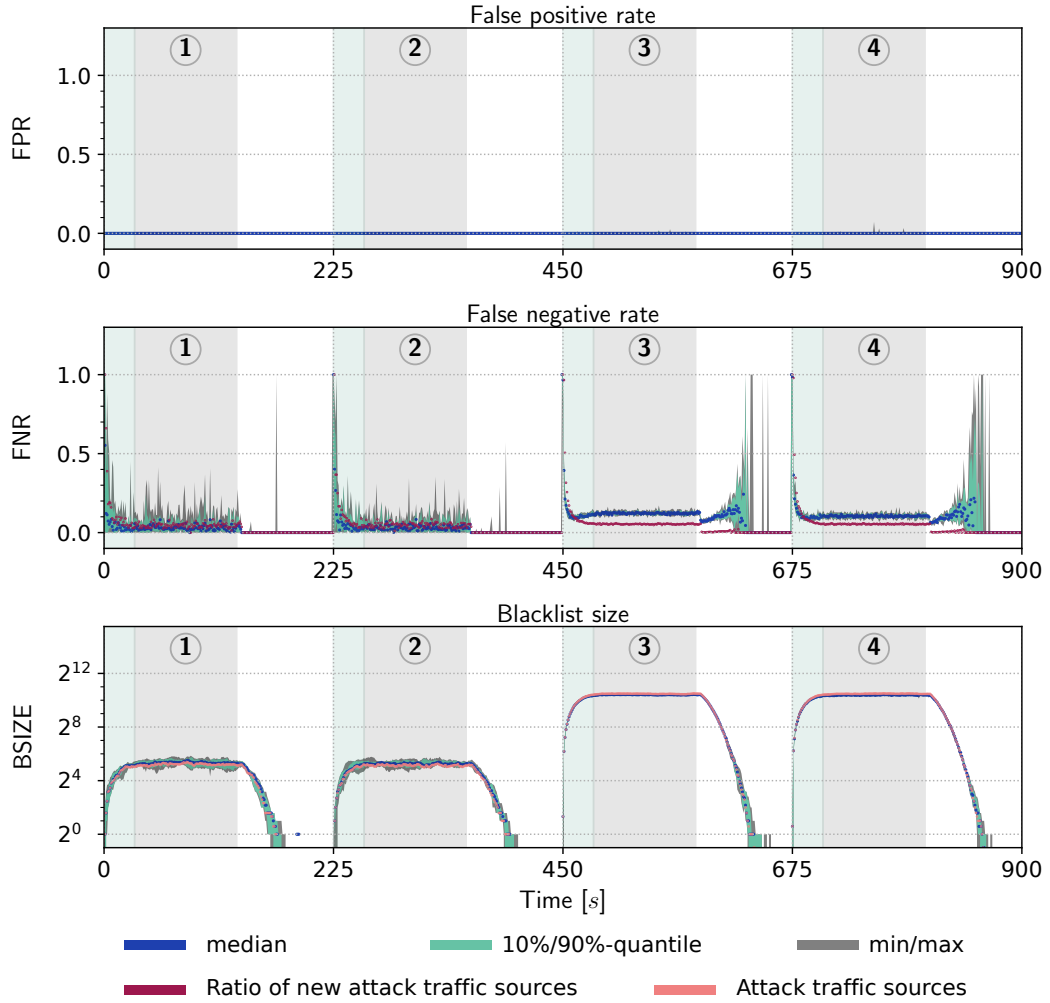 False positive rate
1 2 3 4
1.0
0.5
0.0
FPR
0 225 450 675 900
False negative rate
1 2 3 4
1.0
0.5
0.0
FNR
0 225 450 675 900
Blacklist size
1 2 3 4
2^12
2^8
2^4
2^0
BSIZE
0 225 450 675 900
Time [s]
median 10%/90%-quantile min/max
Ratio of new attack traffic sources Attack traffic sources